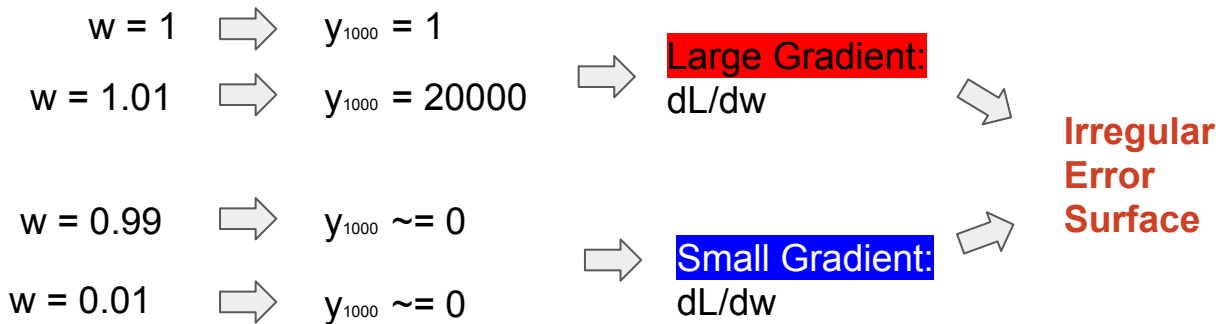 w = 1
y₁₀₀₀ = 1
w = 1.01
y₁₀₀₀ = 20000
Large Gradient:
dL/dw
w = 0.99
y₁₀₀₀ ~= 0
w = 0.01
y₁₀₀₀ ~= 0
Small Gradient:
dL/dw
Irregular
Error
Surface